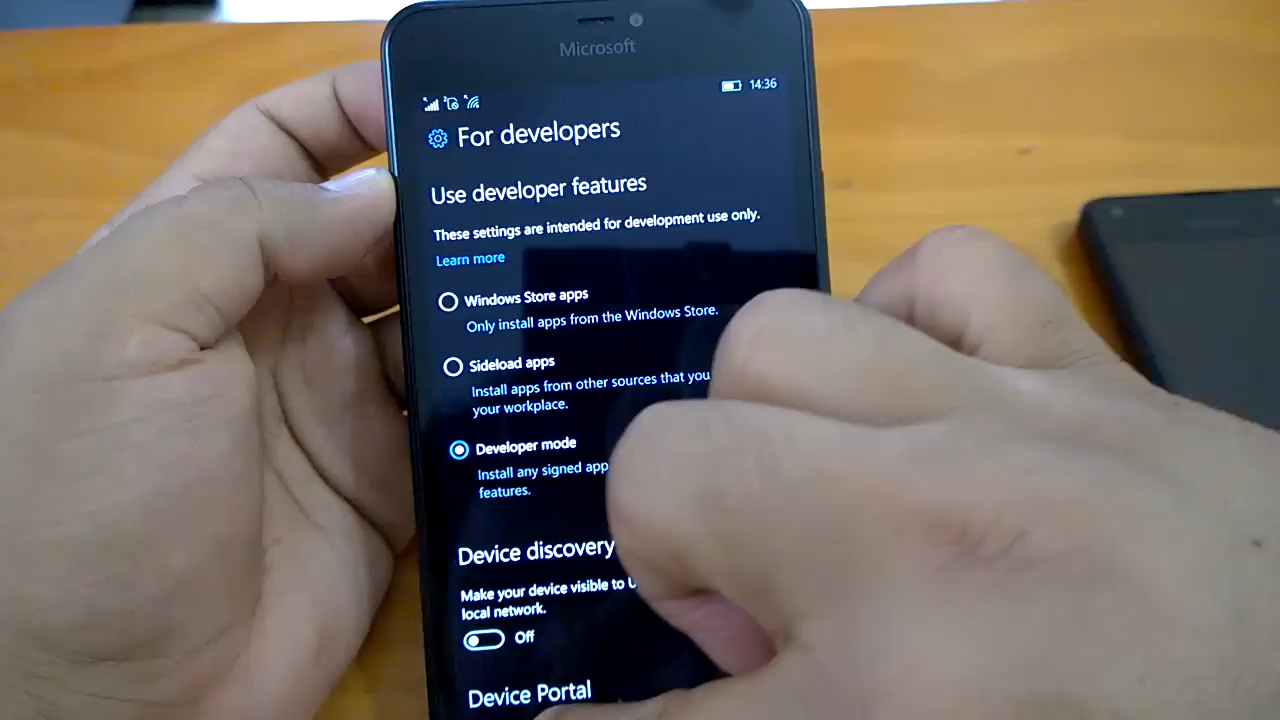 Microsoft
14:36
For developers
Use developer features
These settings are intended for development use only.
Learn more
Windows Store apps
Only install apps from the Windows Store.
Sideload apps
Install apps from other sources that you
your workplace.
Developer mode
Install any signed app
features.
Device discovery
Make your device visible to U
local network.
Off
Device Portal